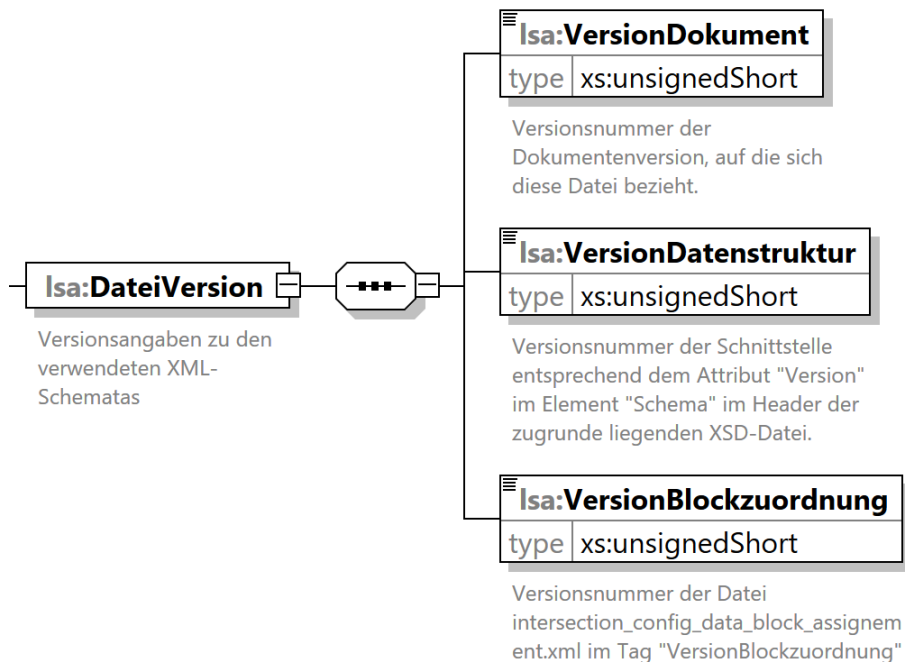 lsa:VersionDokument
type xs:unsignedShort
Versionsnummer der
Dokumentenversion, auf die sich
diese Datei bezieht.
lsa:VersionDatenstruktur
type xs:unsignedShort
Versionsnummer der Schnittstelle
entsprechend dem Attribut "Version"
im Element "Schema" im Header der
zugrunde liegenden XSD-Datei.
lsa:DateiVersion
Versionsangaben zu den
verwendeten XML-
Schematas
lsa:VersionBlockzuordnung
type xs:unsignedShort
Versionsnummer der Datei
intersection_config_data_block_assignem
ent.xml im Tag "VersionBlockzuordnung"